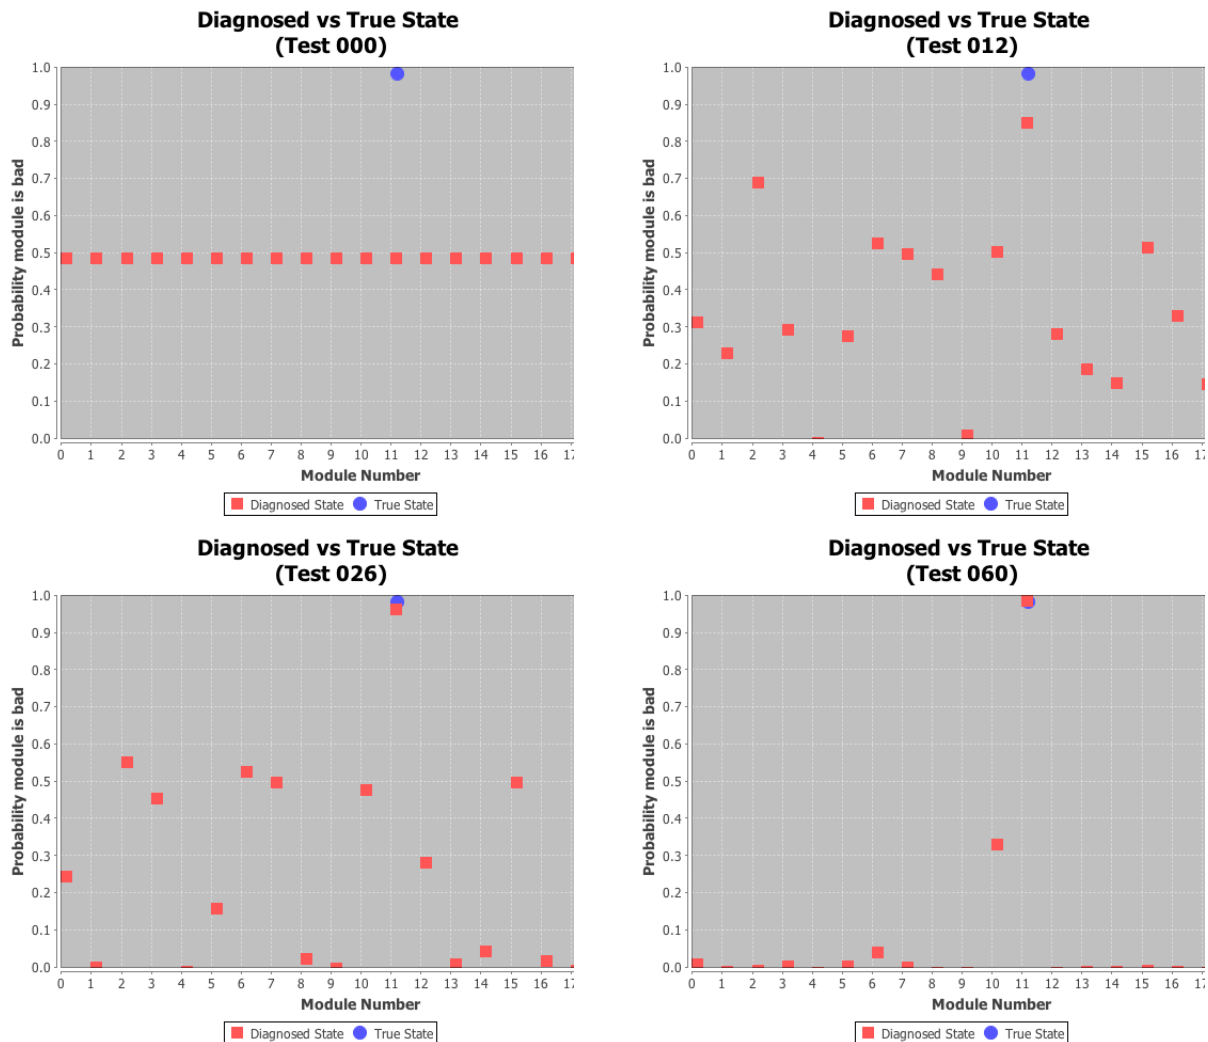 Diagnosed vs True State
(Test 000)
Probability module is bad
1.0
0.9
0.8
0.7
0.6
0.5
0.4
0.3
0.2
0.1
0.0
0 1 2 3 4 5 6 7 8 9 10 11 12 13 14 15 16 17
Module Number
Diagnosed State True State
Diagnosed vs True State
(Test 012)
Probability module is bad
1.0
0.9
0.8
0.7
0.6
0.5
0.4
0.3
0.2
0.1
0.0
0 1 2 3 4 5 6 7 8 9 10 11 12 13 14 15 16 17
Module Number
Diagnosed State True State
Diagnosed vs True State
(Test 026)
Probability module is bad
1.0
0.9
0.8
0.7
0.6
0.5
0.4
0.3
0.2
0.1
0.0
0 1 2 3 4 5 6 7 8 9 10 11 12 13 14 15 16 17
Module Number
Diagnosed State True State
Diagnosed vs True State
(Test 060)
Probability module is bad
1.0
0.9
0.8
0.7
0.6
0.5
0.4
0.3
0.2
0.1
0.0
0 1 2 3 4 5 6 7 8 9 10 11 12 13 14 15 16 17
Module Number
Diagnosed State True State